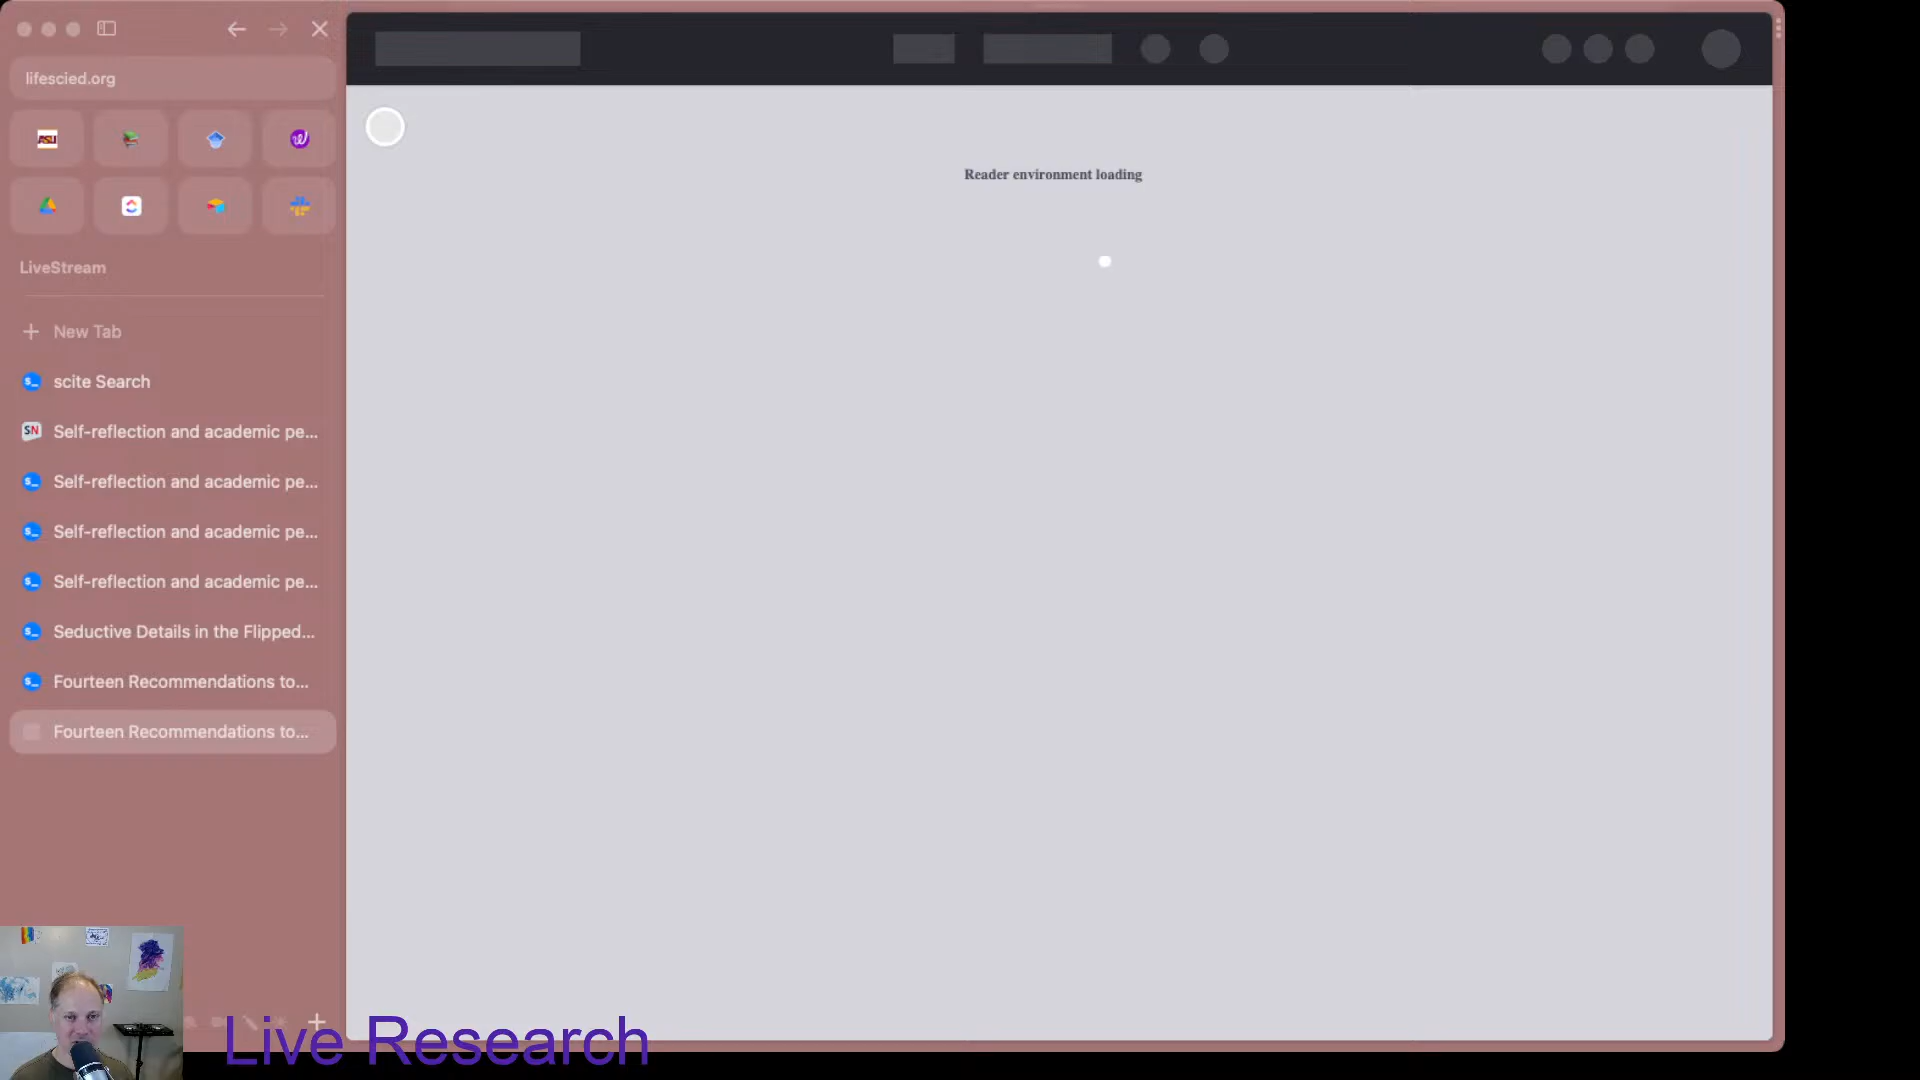 lifescied.org
ASU
LiveStream
New Tab
scite Search
SN
Self-reflection and academic pe...
Self-reflection and academic pe...
Self-reflection and academic pe...
Self-reflection and academic pe...
Seductive Details in the Flipped...
Fourteen Recommendations to...
Fourteen Recommendations to...
Reader environment loading
Live Research